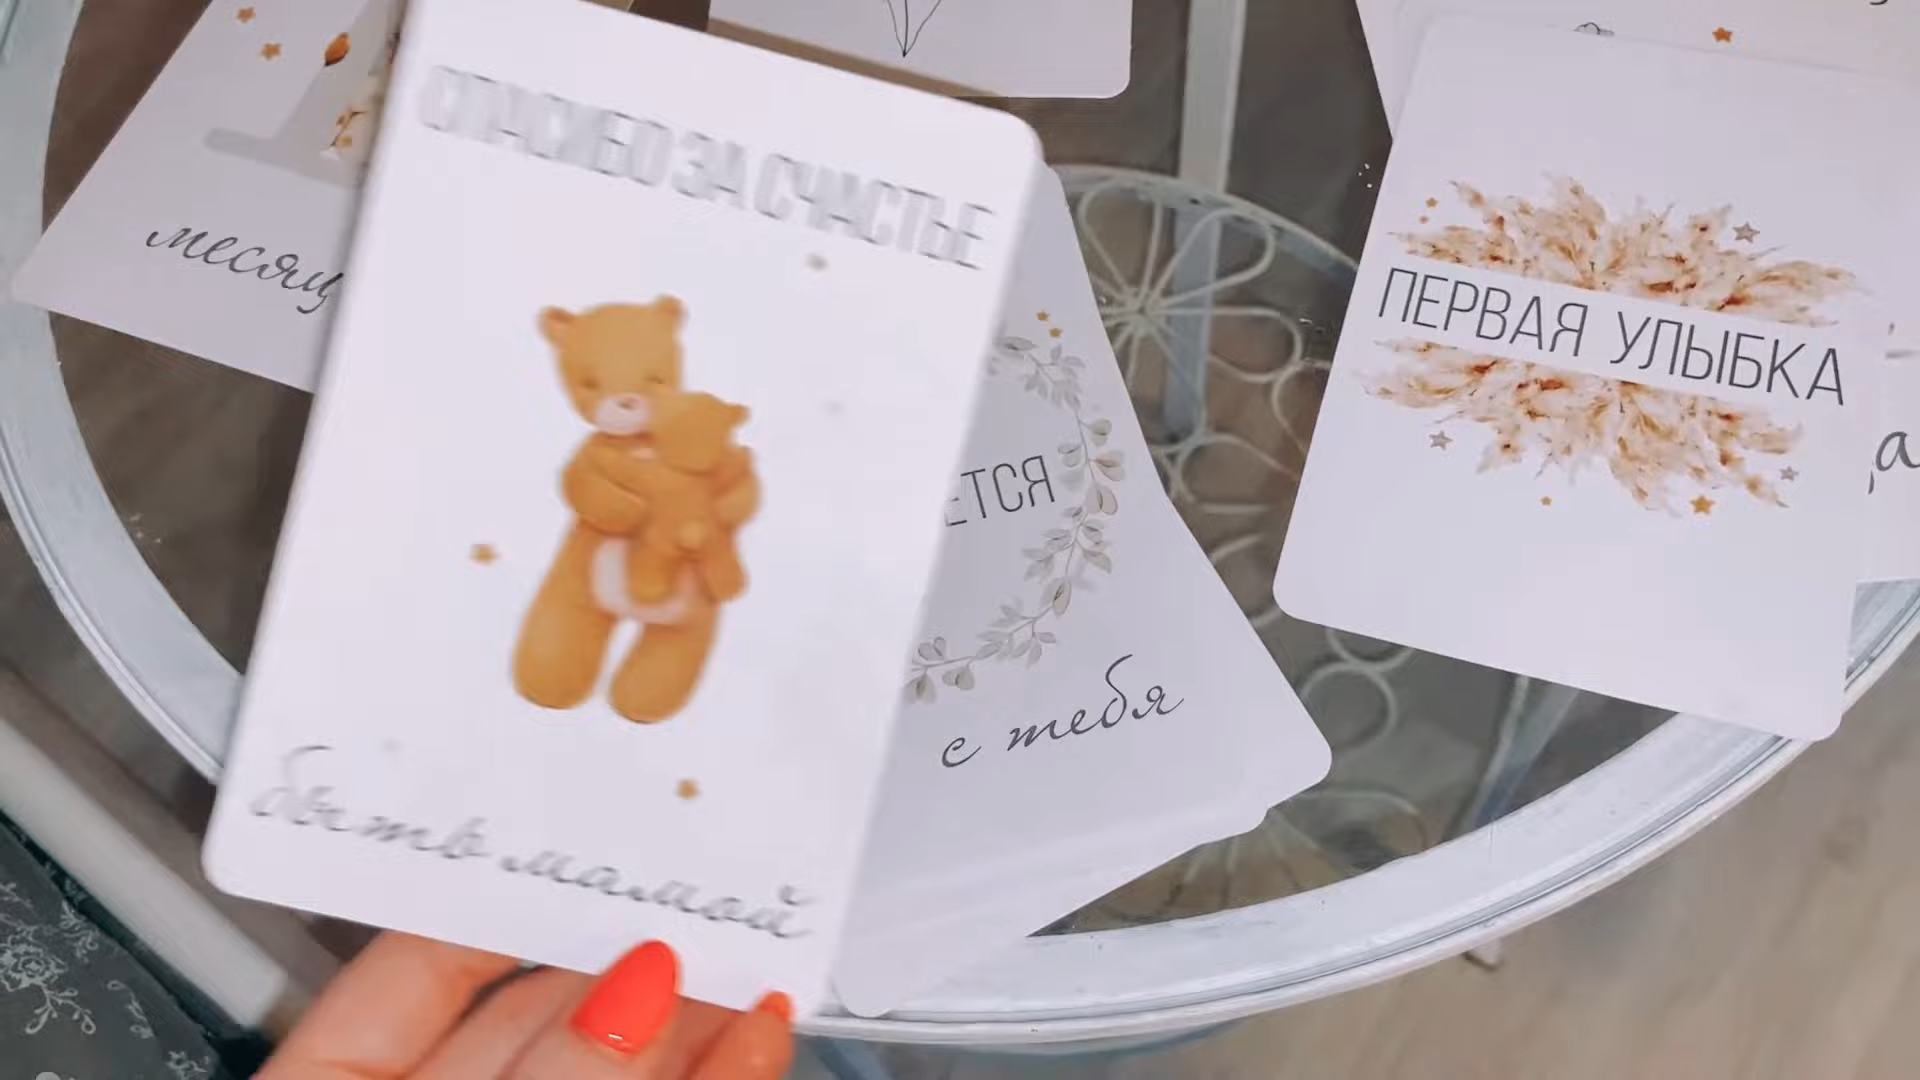 СПАСИБО ЗА СЧАСТЬЕ
быть мамой
месяц
ЕТСЯ
с тебя
ПЕРВАЯ УЛЫБКА